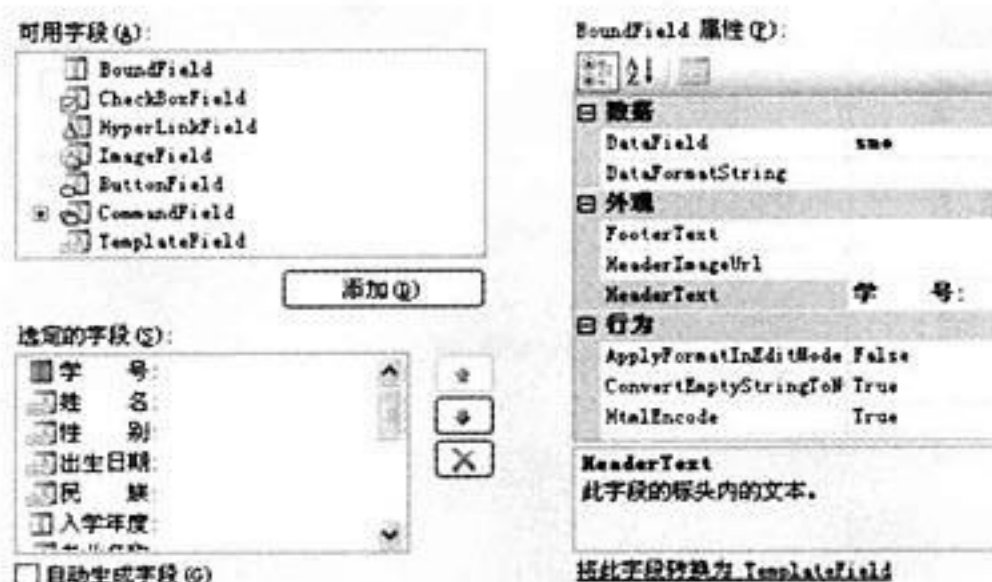 可用字段(A):
BoundField
CheckBoxField
HyperLinkField
ImageField
ButtonField
CommandField
TemplateField
添加(D)
选定的字段(S):
学 号:
姓 名:
性 别:
出生日期:
民 族:
入学年度:
自动生成字段(G)
BoundField 属性(P):
数据
DataField
DataFormatString
外观
FooterText
HeaderImageUrl
HeaderText 学 号:
行为
ApplyFormatInEditMode False
ConvertEmptyStringToN True
HtmlEncode True
HeaderText
此字段的标头内的文本。
将此字段转换为 TemplateField